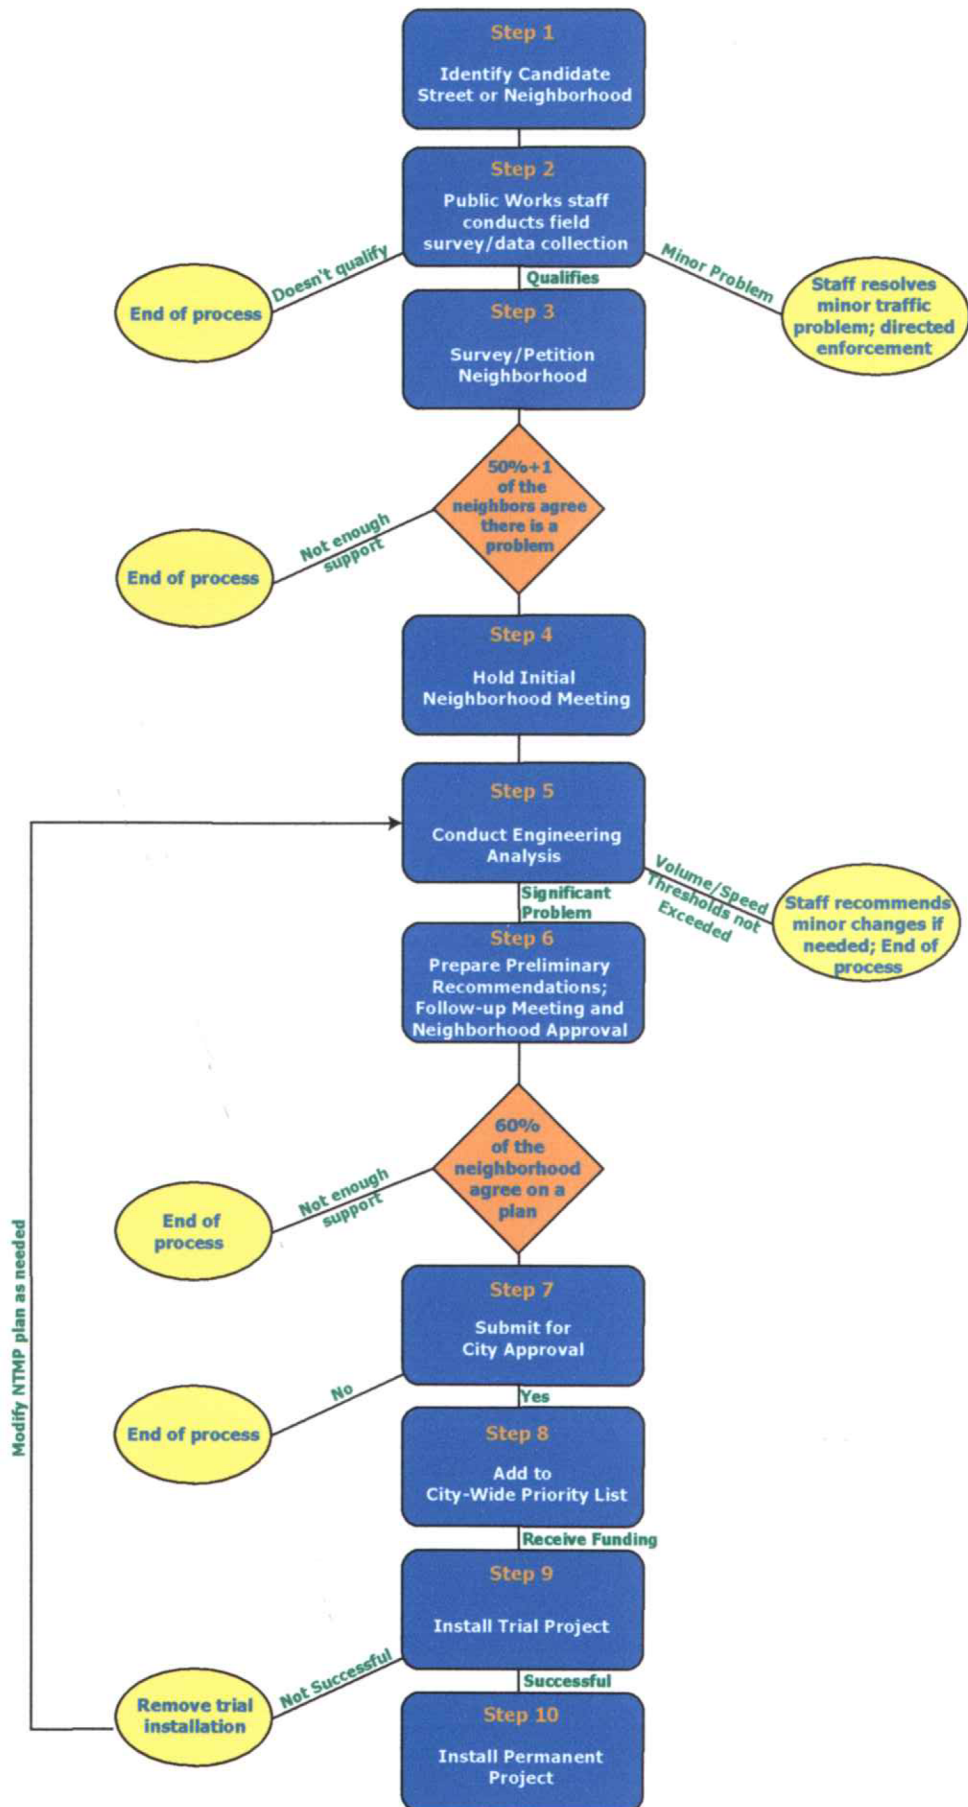 Step 1
Identify Candidate
Street or Neighborhood
Step 2
Public Works staff
conducts field
survey/data collection
Doesn't qualify
End of process
Qualifies
Minor Problem
Staff resolves
minor traffic
problem; directed
enforcement
Step 3
Survey/Petition
Neighborhood
50%+1
of the
neighbors agree
there is a
problem
Not enough
support
End of process
Step 4
Hold Initial
Neighborhood Meeting
Step 5
Conduct Engineering
Analysis
Volume/Speed
Thresholds not
Exceeded
Staff recommends
minor changes if
needed; End of
process
Significant
Problem
Step 6
Prepare Preliminary
Recommendations;
Follow-up Meeting and
Neighborhood Approval
60%
of the
neighborhood
agree on a
plan
Not enough
support
End of
process
Step 7
Submit for
City Approval
No
End of process
Yes
Step 8
Add to
City-Wide Priority List
Receive Funding
Step 9
Install Trial Project
Not Successful
Remove trial
installation
Modify NTMP plan as needed
Successful
Step 10
Install Permanent
Project